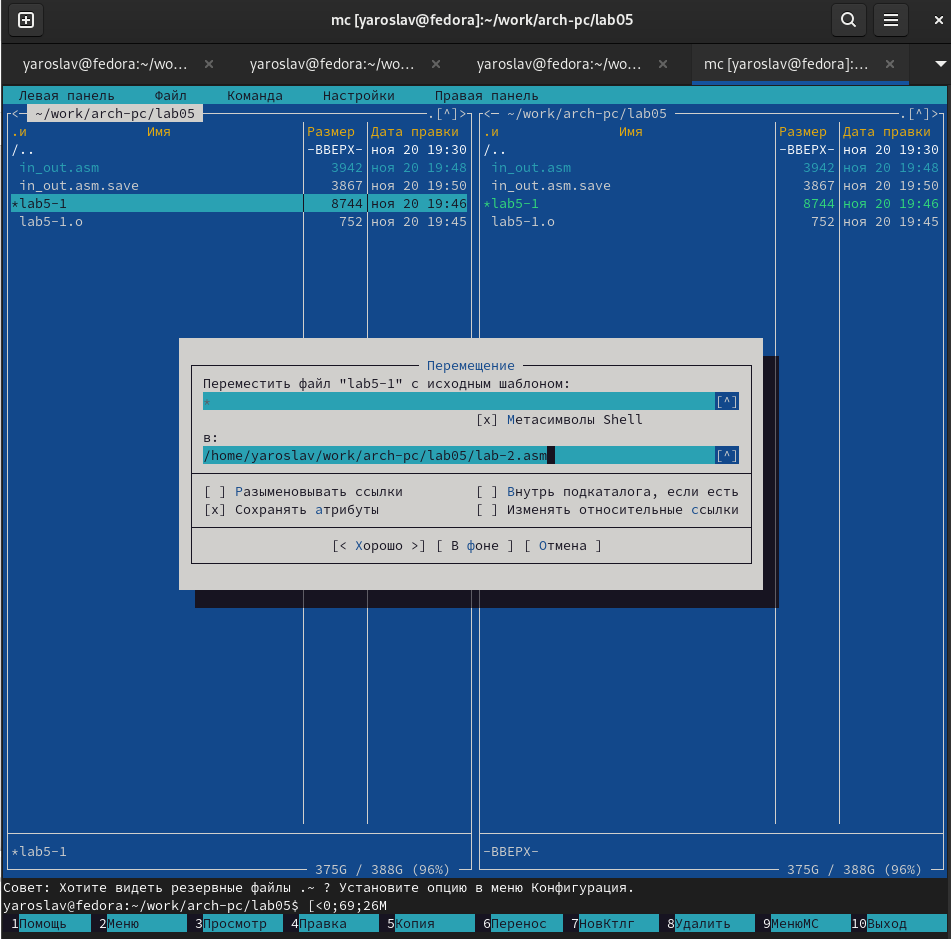 mc [yaroslav@fedora]:~/work/arch-pc/lab05
yaroslav@fedora:~/wo... yaroslav@fedora:~/wo... yaroslav@fedora:~/wo... mc [yaroslav@fedora]:...
Левая панель Файл Команда Настройки Правая панель
<─ ~/work/arch-pc/lab05 .[^]> <─ ~/work/arch-pc/lab05 .[^]>
.и Имя Размер Дата правки .и Имя Размер Дата правки
/.. -ВВЕРХ- ноя 20 19:30 /.. -ВВЕРХ- ноя 20 19:30
in_out.asm 3942 ноя 20 19:48 in_out.asm 3942 ноя 20 19:48
in_out.asm.save 3867 ноя 20 19:50 in_out.asm.save 3867 ноя 20 19:50
*lab5-1 8744 ноя 20 19:46 *lab5-1 8744 ноя 20 19:46
lab5-1.o 752 ноя 20 19:45 lab5-1.o 752 ноя 20 19:45
Перемещение
Переместить файл "lab5-1" с исходным шаблоном:
* [^]
[x] Метасимволы Shell
в:
/home/yaroslav/work/arch-pc/lab05/lab-2.asm [^]
[ ] Разыменовывать ссылки [ ] Внутрь подкаталога, если есть
[x] Сохранять атрибуты [ ] Изменять относительные ссылки
[< Хорошо >] [ В фоне ] [ Отмена ]
*lab5-1 -ВВЕРХ-
375G / 388G (96%) 375G / 388G (96%)
Совет: Хотите видеть резервные файлы .~ ? Установите опцию в меню Конфигурация.
yaroslav@fedora:~/work/arch-pc/lab05$ [<0;69;26M
1Помощь 2Меню 3Просмотр 4Правка 5Копия 6Перенос 7НовКтлг 8Удалить 9МенюМС 10Выход